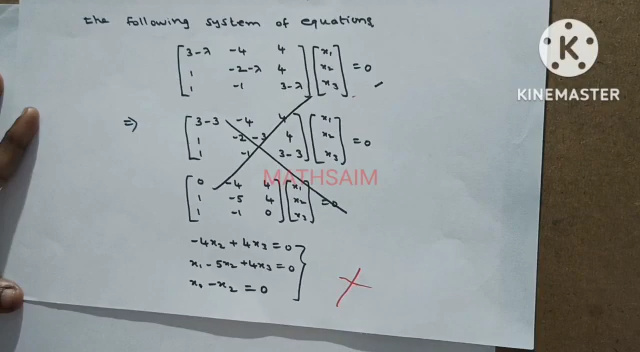 the following system of equations
[3-λ -4 4] [x1]
[1 -2-λ 4] [x2] =0
[1 -1 3-λ] [x3]
KINEMASTER
⇒ [3-3 -4 4] [x1]
[1 -2-3 4] [x2] =0
[1 -1 3-3] [x3]
MATHSAIM
[0 -4 4] [x1]
[1 -5 4] [x2] =0
[1 -1 0] [x3]
-4x2 + 4x3 = 0
x1 - 5x2 + 4x3 = 0
x1 - x2 = 0